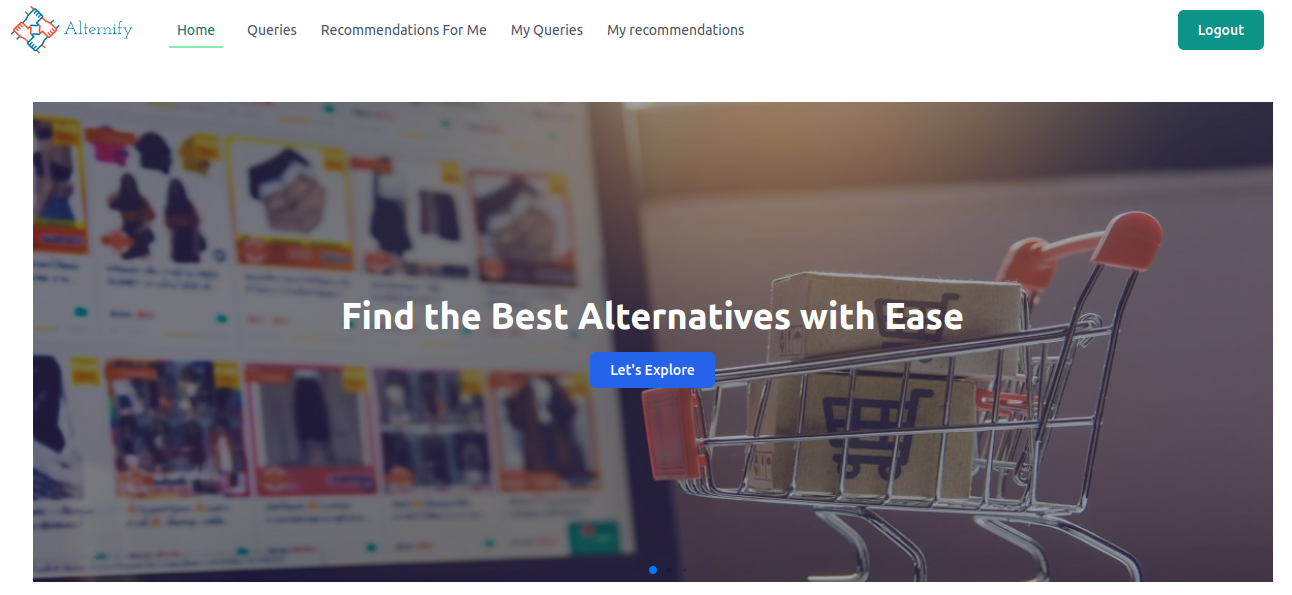 Alternify
Home
Queries
Recommendations For Me
My Queries
My recommendations
Logout
Find the Best Alternatives with Ease
Let's Explore